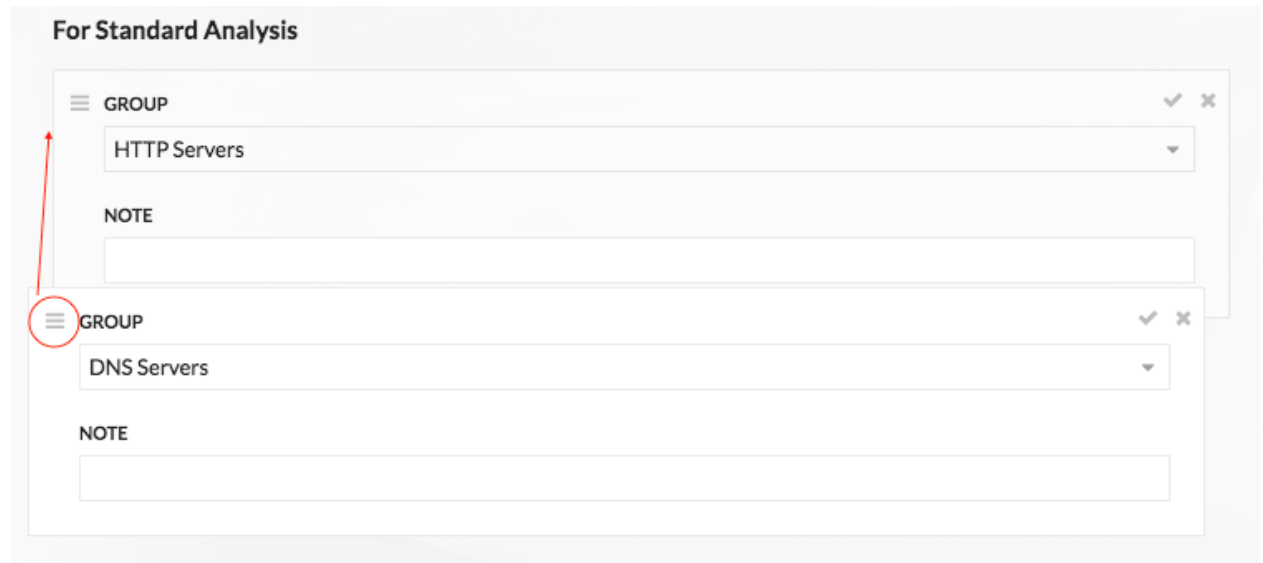 For Standard Analysis
GROUP
HTTP Servers
NOTE
GROUP
DNS Servers
NOTE